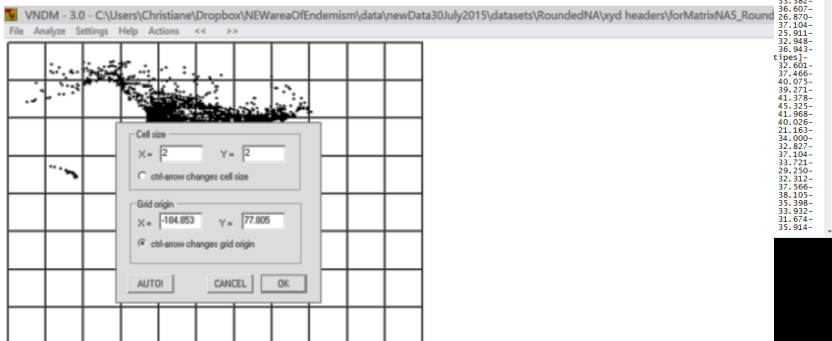 VNDM - 3.0 - C:\Users\Christiane\Dropbox\NEWareaOfEndemism\data\newData30July2015\datasets\RoundedNA\xyd headers\forMatrixNA5_Round
File Analyze Settings Help Actions << >>
Cell size
X= 2 Y= 2
ctrl-arrow changes cell size
Grid origin
X= -184.853 Y= 77.805
ctrl-arrow changes grid origin
AUTO! CANCEL OK
36.607-
26.870-
37.104-
25.911-
32.948-
36.943-
tipes]-
32.601-
37.466-
40.075-
39.271-
41.378-
45.325-
41.968-
40.026-
21.163-
34.000-
32.827-
37.104-
33.721-
29.250-
32.312-
37.566-
38.105-
35.398-
33.932-
31.674-
35.914-